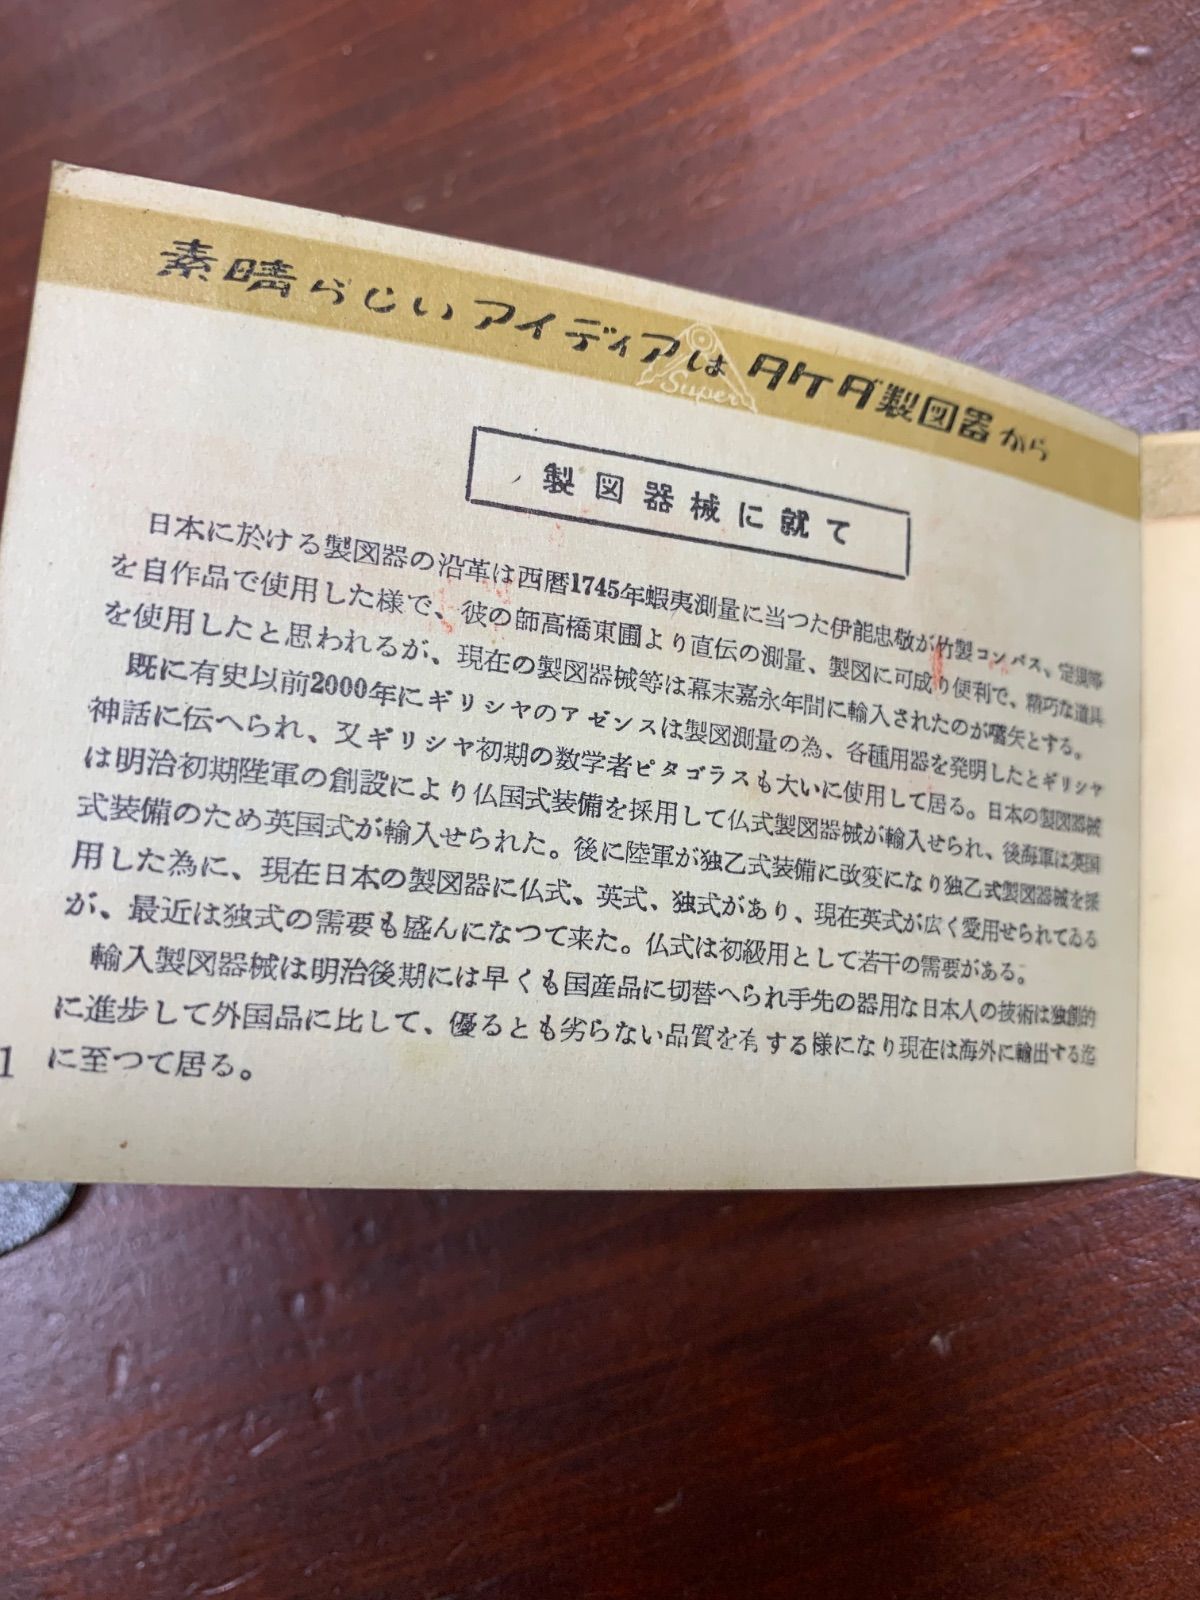 素晴らしいアイディアはタケダ製図器から
Super
製図器械に就て
日本に於ける製図器の沿革は西暦1745年蝦夷測量に当つた伊能忠敬が竹製コンパス、定規等
を自作品で使用した様で、彼の師高橋東圃より直伝の測量、製図に可成り便利で、精巧な道具
を使用したと思われるが、現在の製図器械等は幕末嘉永年間に輸入されたのが嚆矢とする。
既に有史以前2000年にギリシヤのアゼンスは製図測量の為、各種用器を発明したとギリシヤ
神話に伝へられ、又ギリシヤ初期の数学者ピタゴラスも大いに使用して居る。日本の製図器械
は明治初期陸軍の創設により仏国式装備を採用して仏式製図器械が輸入せられ、後海軍は英国
式装備のため英国式が輸入せられた。後に陸軍が独乙式装備に改変になり独乙式製図器械を採
用した為に、現在日本の製図器に仏式、英式、独式があり、現在英式が広く愛用せられてゐる
が、最近は独式の需要も盛んになつて来た。仏式は初級用として若干の需要がある。
輸入製図器械は明治後期には早くも国産品に切替へられ手先の器用な日本人の技術は独創的
に進歩して外国品に比して、優るとも劣らない品質を有する様になり現在は海外に輸出する迄
に至つて居る。
1